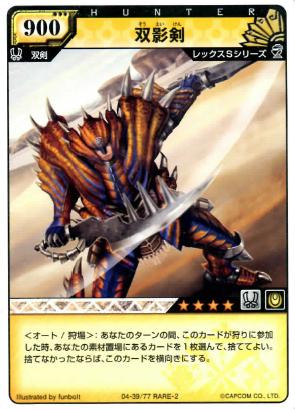 HUNTER
900
双剣
そう えい けん
双影剣
レックスSシリーズ
<オート / 狩場>：あなたのターンの間、このカードが狩りに参加
した時、あなたの素材置場にあるカードを1枚選んで、捨ててよい。
捨てなかったならば、このカードを横向きにする。
Illustrated by funbolt
04-39/77 RARE-2
©CAPCOM CO., LTD.